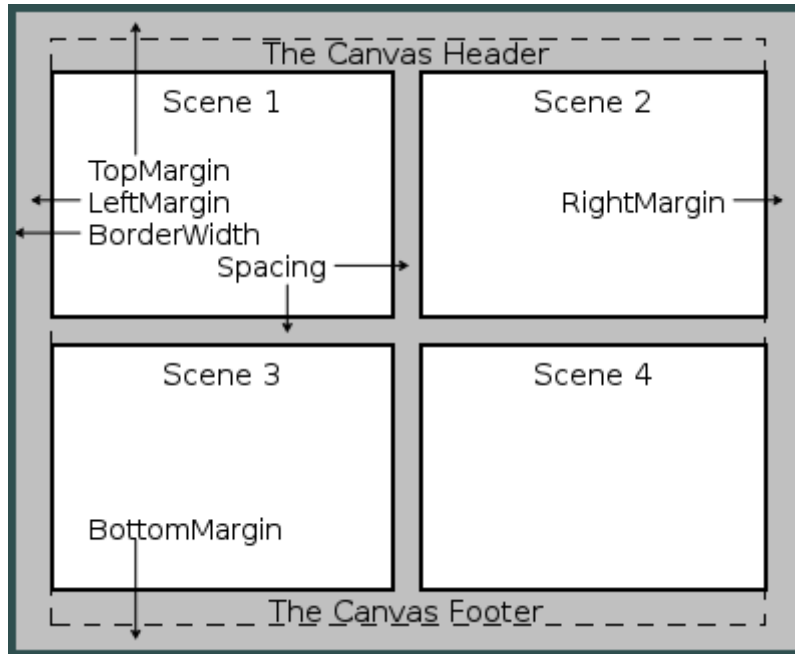 The Canvas Header
Scene 1
Scene 2
TopMargin
LeftMargin
RightMargin
BorderWidth
Spacing
Scene 3
Scene 4
BottomMargin
The Canvas Footer